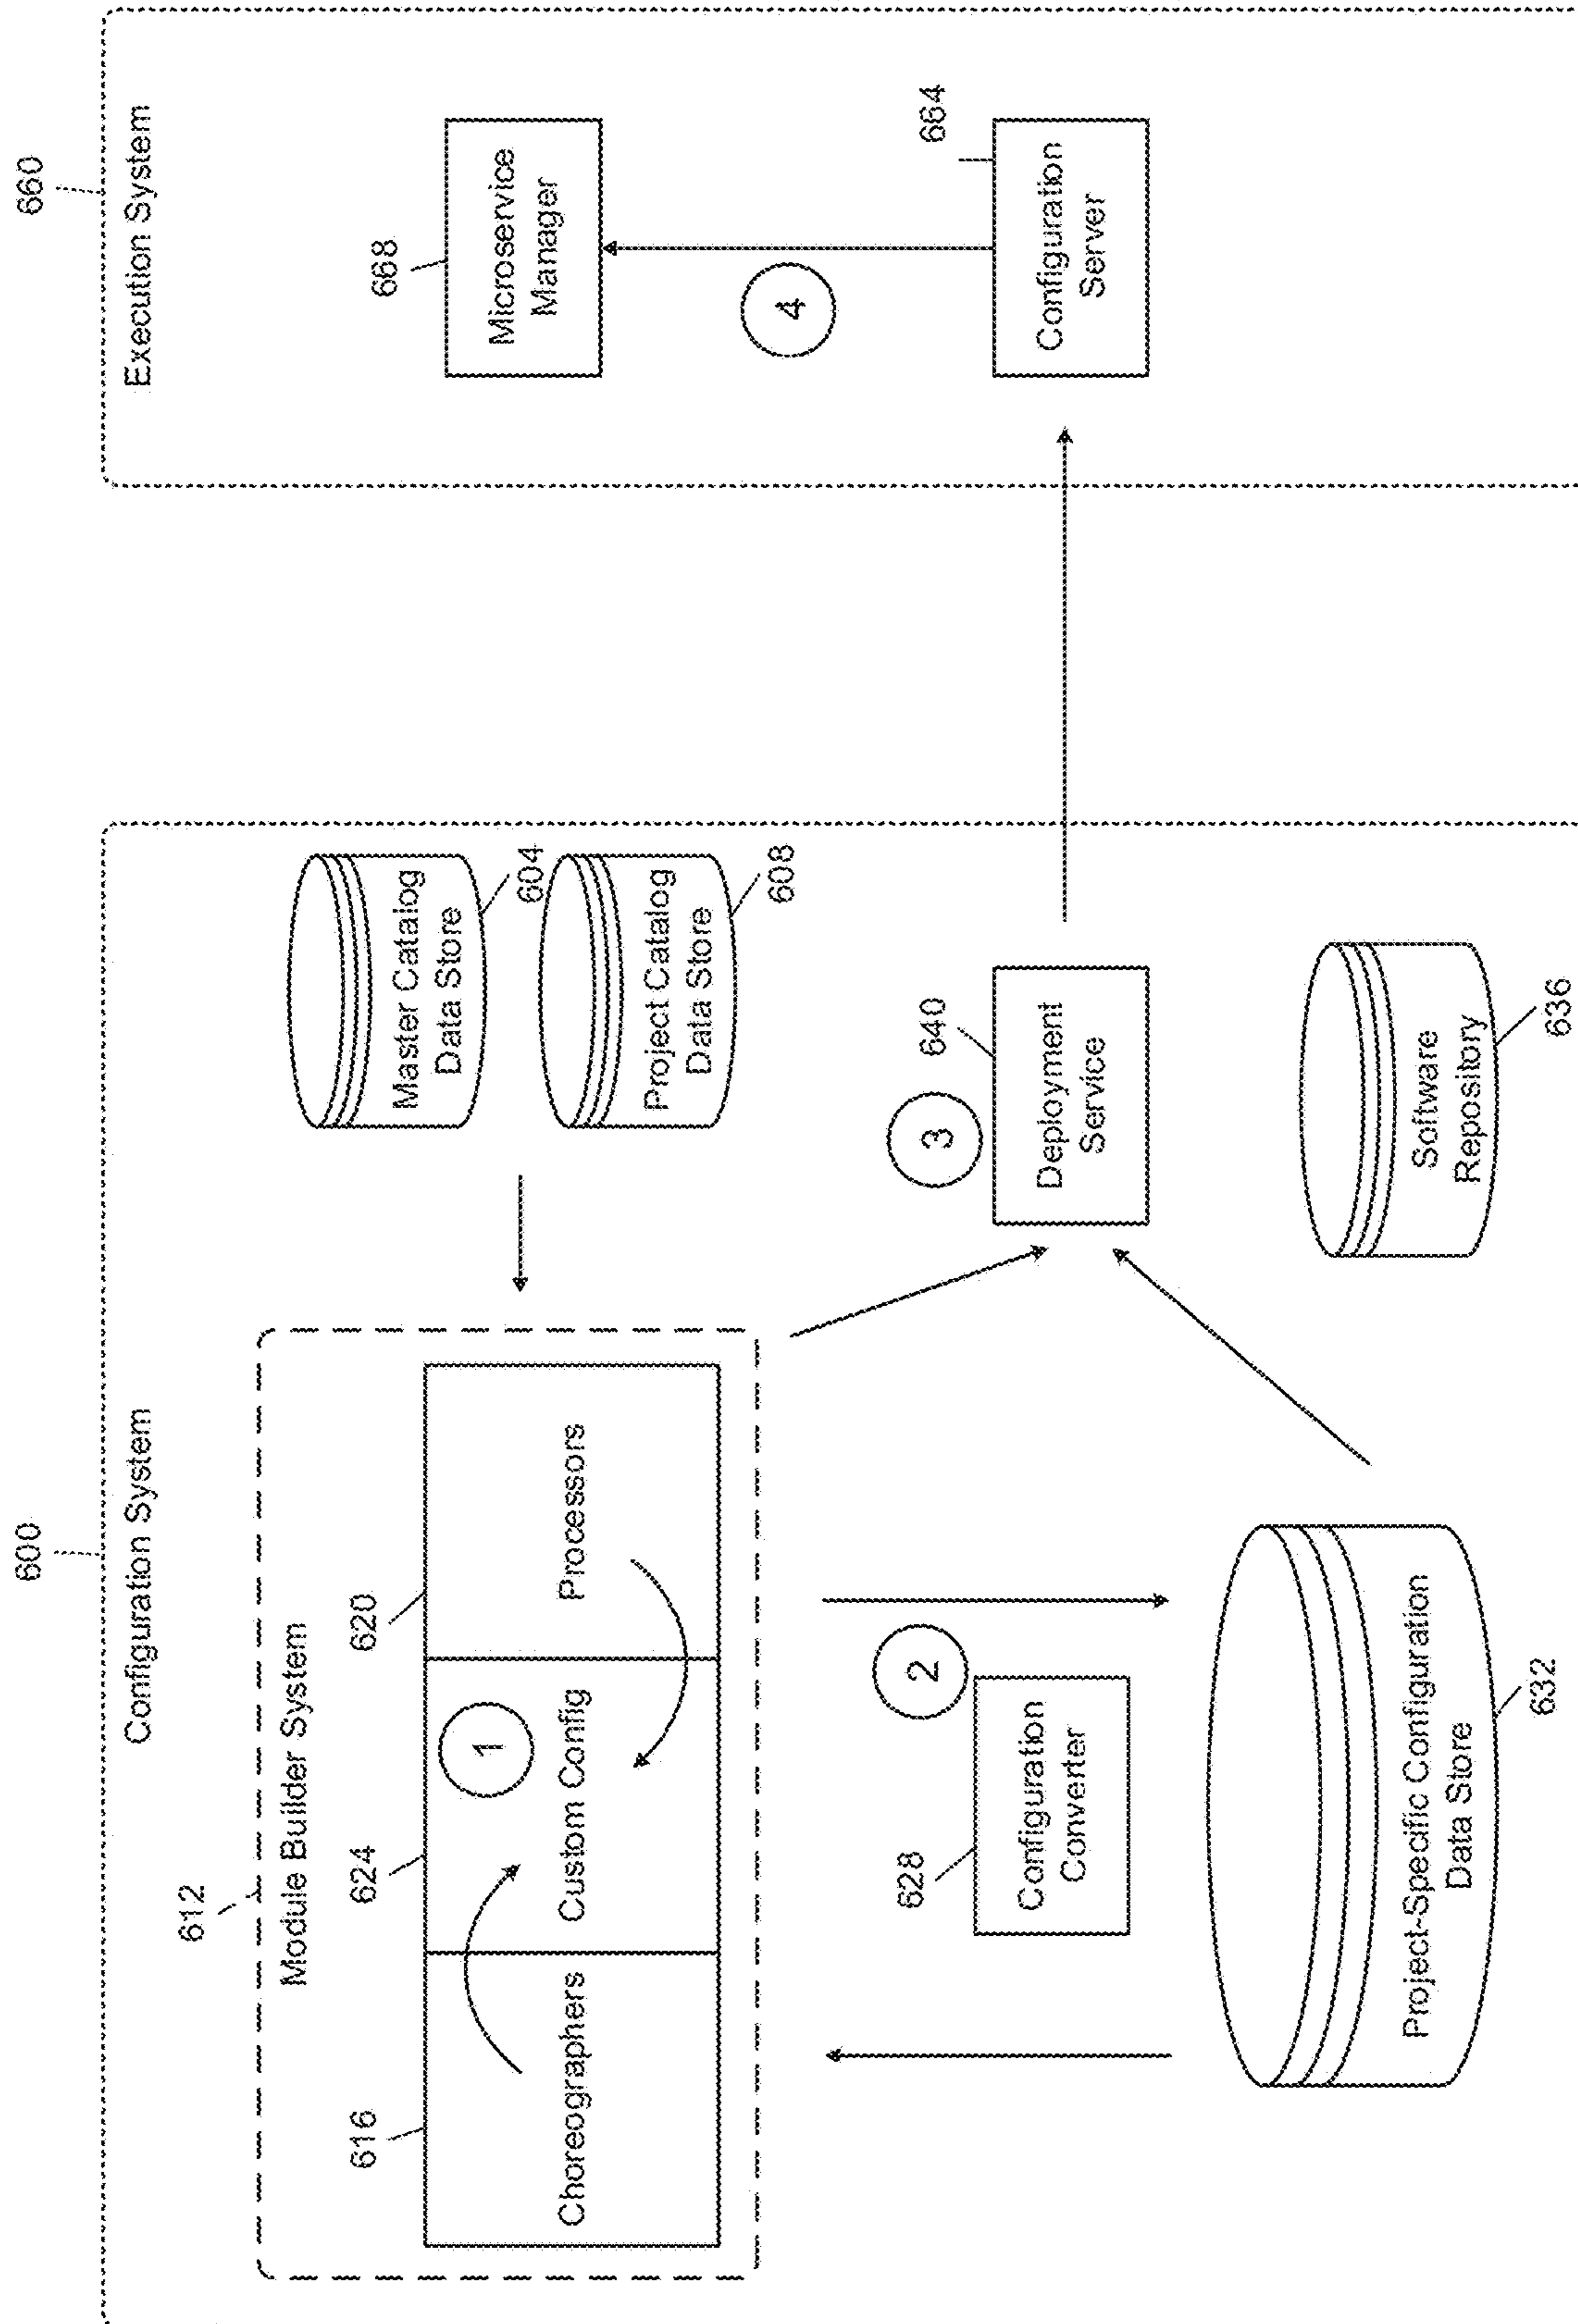 600
Configuration System
612
Module Builder System
616
624
620
Choreographers
Custom Config
Processors
1
Master Catalog
Data Store
604
Project Catalog
Data Store
608
628
Configuration
Converter
2
3
640
Deployment
Service
Project-Specific Configuration
Data Store
632
Software
Repository
636
660
Execution System
668
Microservice
Manager
4
664
Configuration
Server